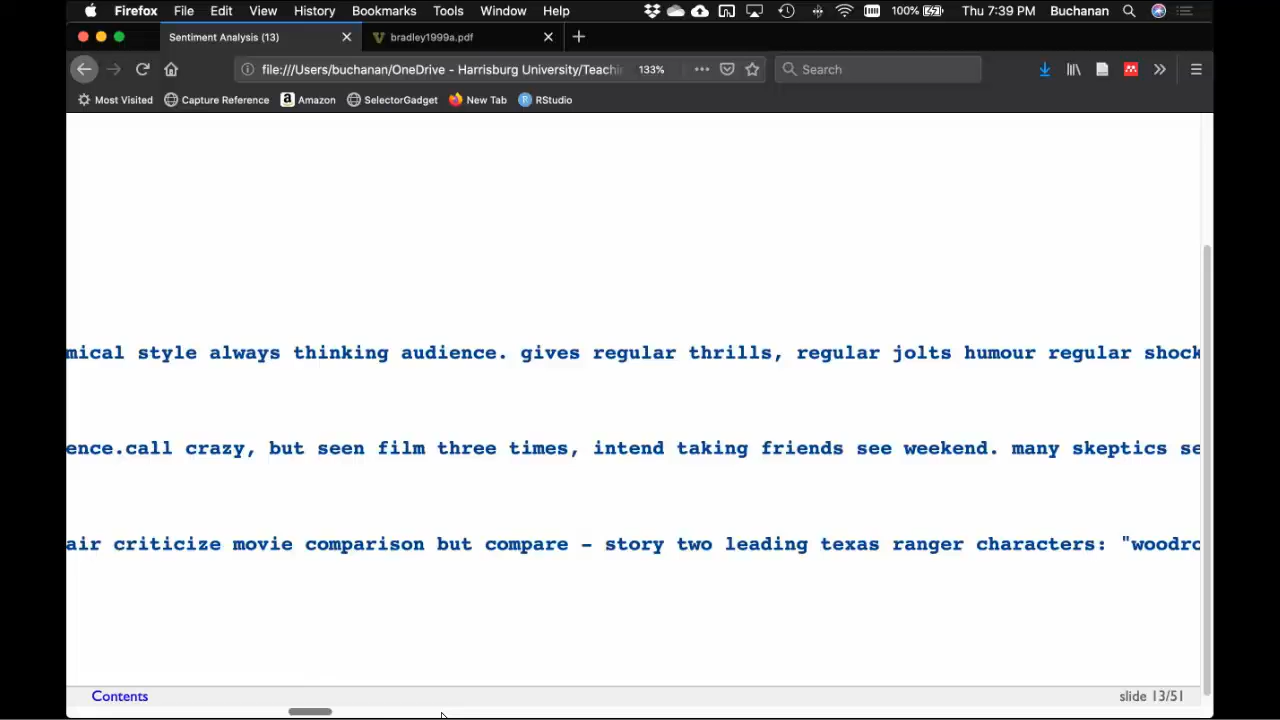 Firefox File Edit View History Bookmarks Tools Window Help 100% Thu 7:39 PM Buchanan
Sentiment Analysis (13) bradley1999a.pdf
file:///Users/buchanan/OneDrive - Harrisburg University/Teachi 133% Search
Most Visited Capture Reference Amazon SelectorGadget New Tab RStudio
mical style always thinking audience. gives regular thrills, regular jolts humour regular shock
ence.call crazy, but seen film three times, intend taking friends see weekend. many skeptics se
air criticize movie comparison but compare - story two leading texas ranger characters: "woodro
Contents slide 13/51